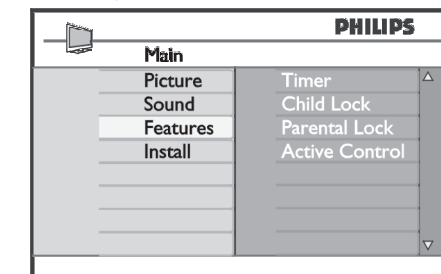 PHILIPS
Main
Picture
Sound
Features
Install
Timer
Child Lock
Parental Lock
Active Control